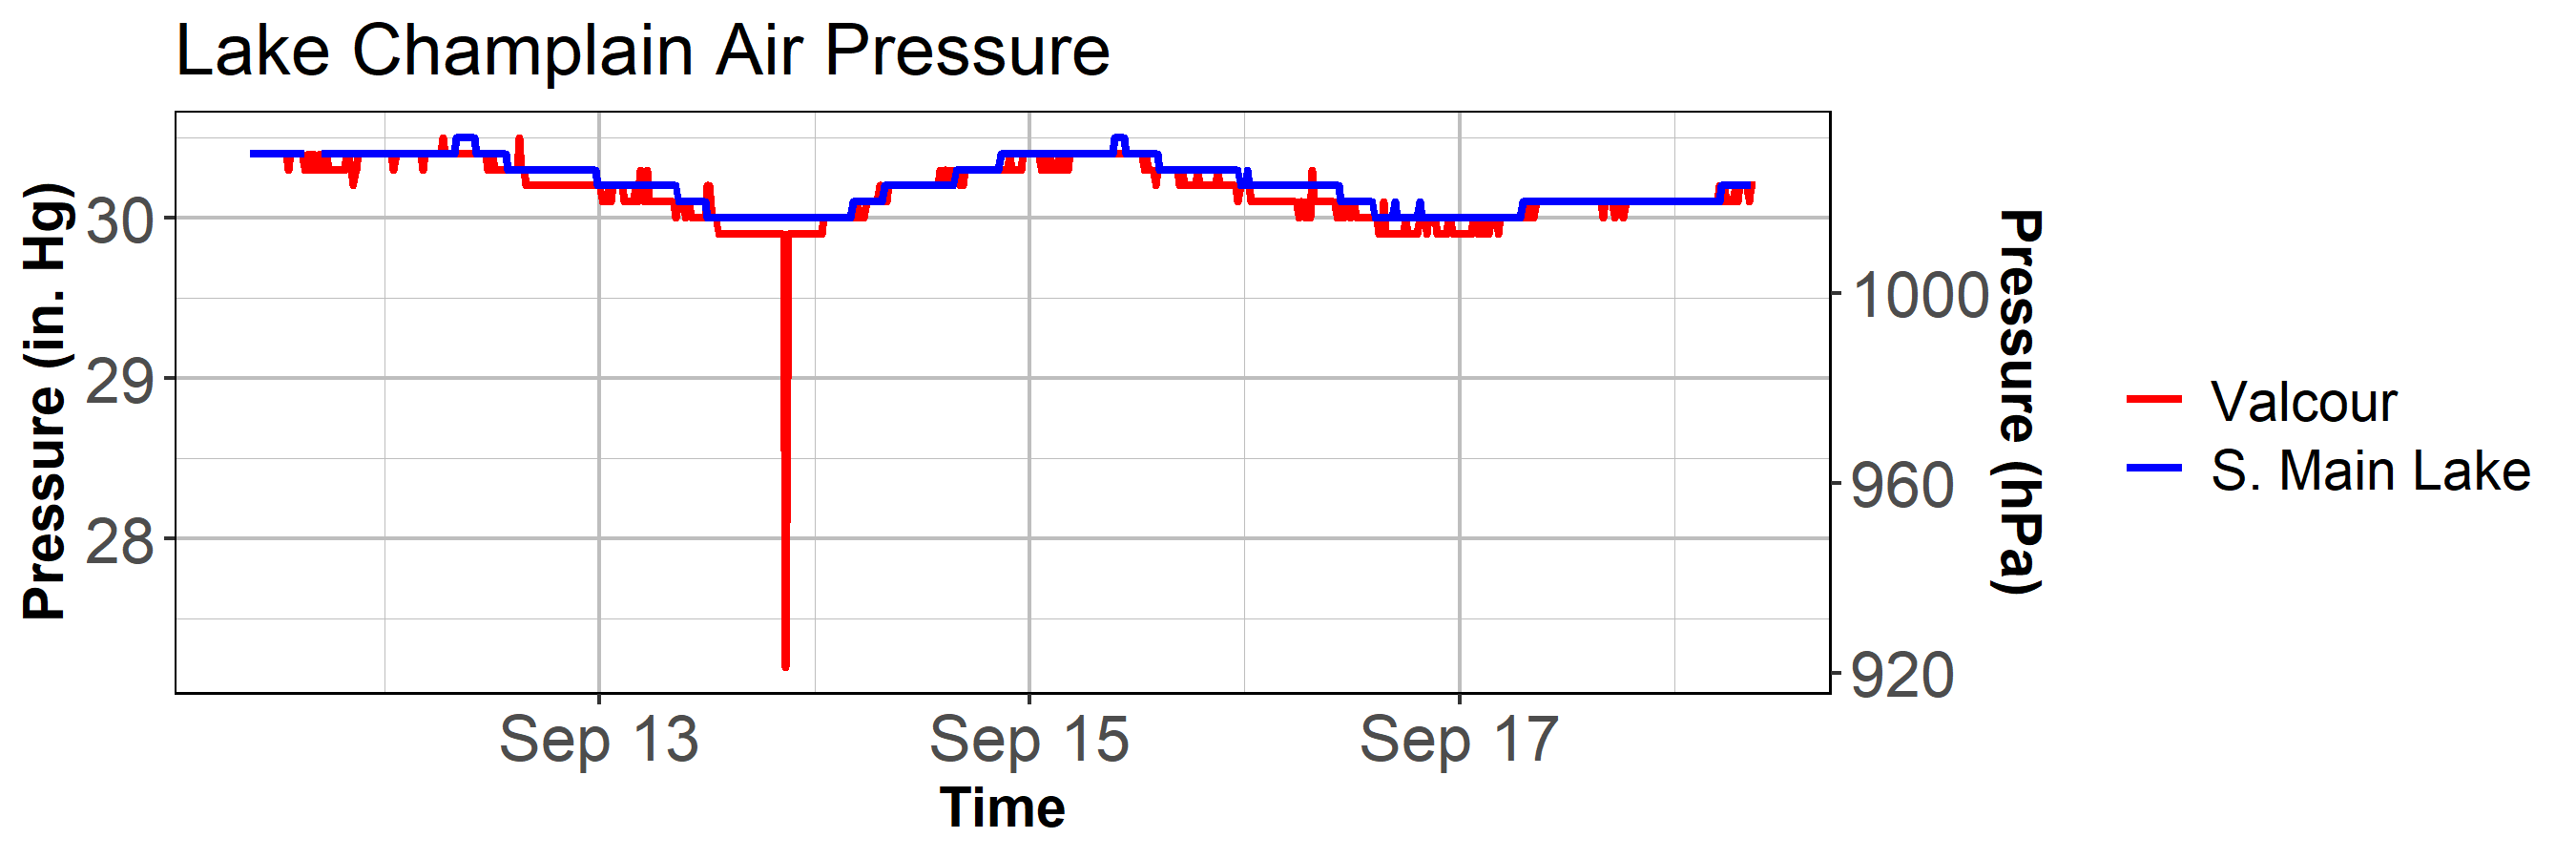 Lake Champlain Air Pressure
Pressure (in. Hg)
30
29
28
1000
960
920
Pressure (hPa)
Sep 13
Sep 15
Sep 17
Time
Valcour
S. Main Lake